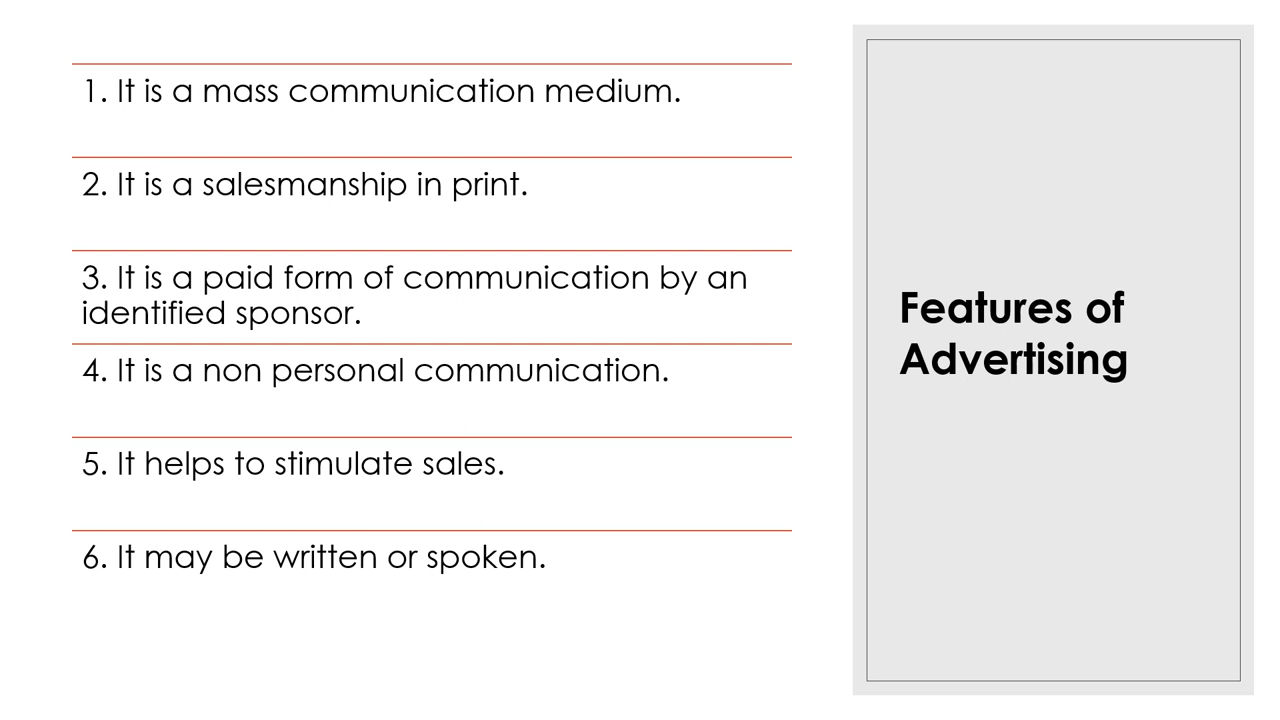 1. It is a mass communication medium.
2. It is a salesmanship in print.
3. It is a paid form of communication by an
identified sponsor.
4. It is a non personal communication.
5. It helps to stimulate sales.
6. It may be written or spoken.
Features of
Advertising